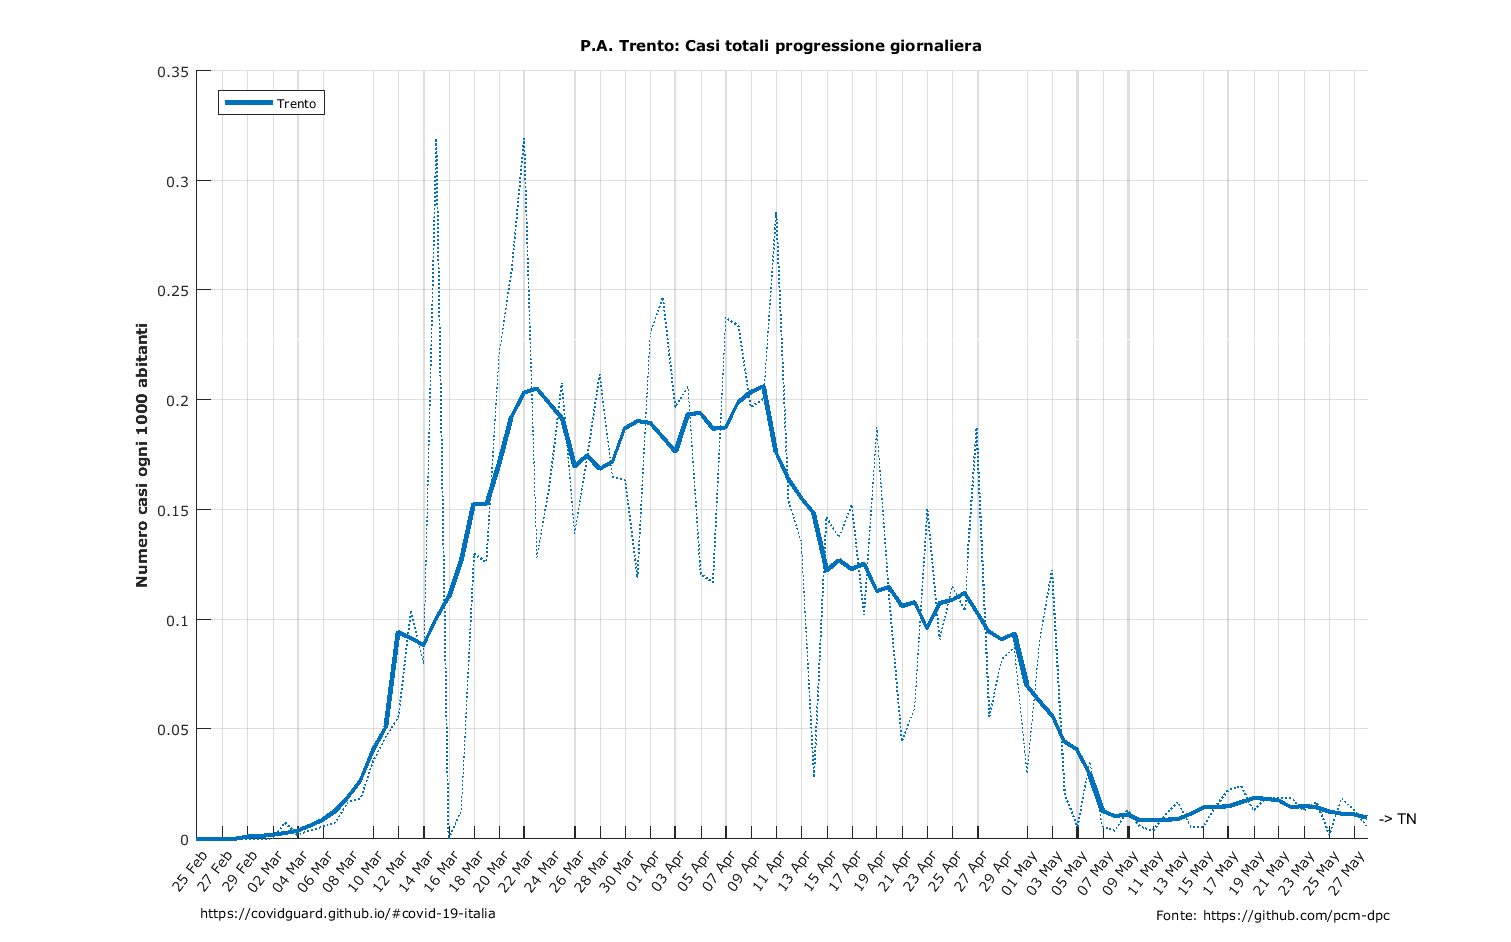 P.A. Trento: Casi totali progressione giornaliera
Trento
Numero casi ogni 1000 abitanti
0.35
0.3
0.25
0.2
0.15
0.1
0.05
0
-> TN
25 Feb
27 Feb
29 Feb
02 Mar
04 Mar
06 Mar
08 Mar
10 Mar
12 Mar
14 Mar
16 Mar
18 Mar
20 Mar
22 Mar
24 Mar
26 Mar
28 Mar
30 Mar
01 Apr
03 Apr
05 Apr
07 Apr
09 Apr
11 Apr
13 Apr
15 Apr
17 Apr
19 Apr
21 Apr
23 Apr
25 Apr
27 Apr
29 Apr
01 May
03 May
05 May
07 May
09 May
11 May
13 May
15 May
17 May
19 May
21 May
23 May
25 May
27 May
https://covidguard.github.io/#covid-19-italia
Fonte: https://github.com/pcm-dpc